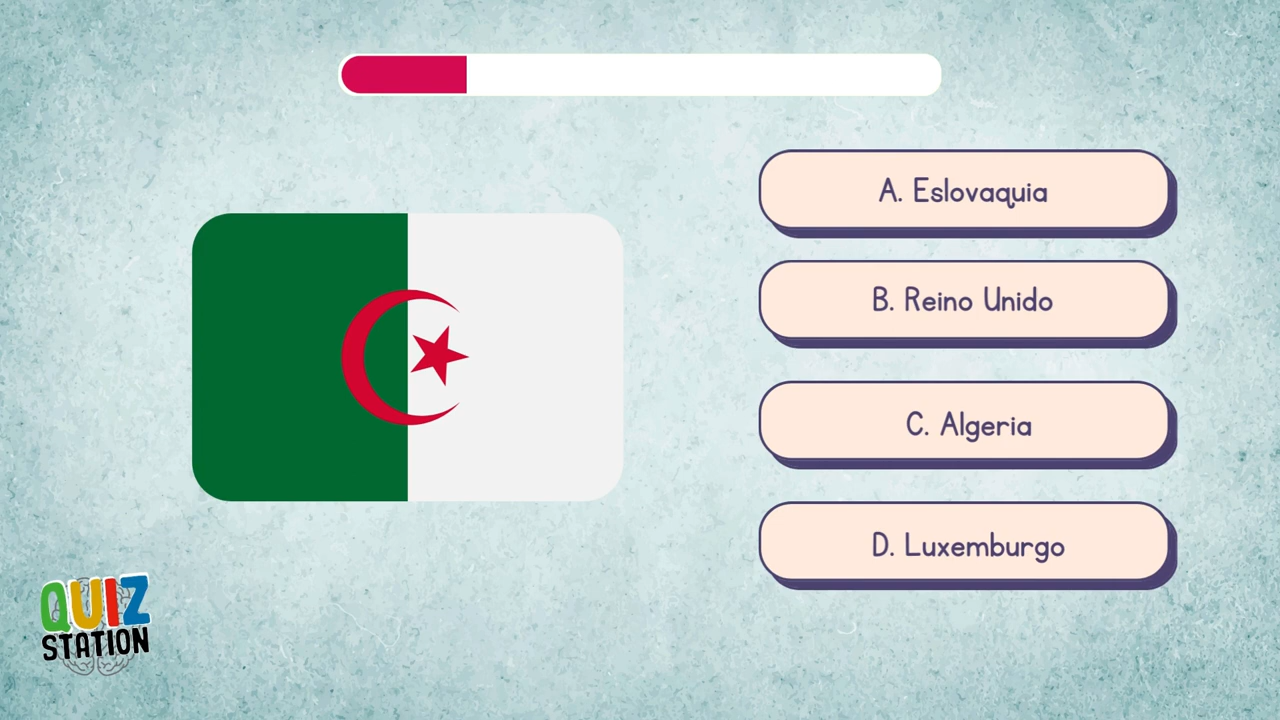 A. Eslovaquia
B. Reino Unido
C. Algeria
D. Luxemburgo
QUIZ
STATION